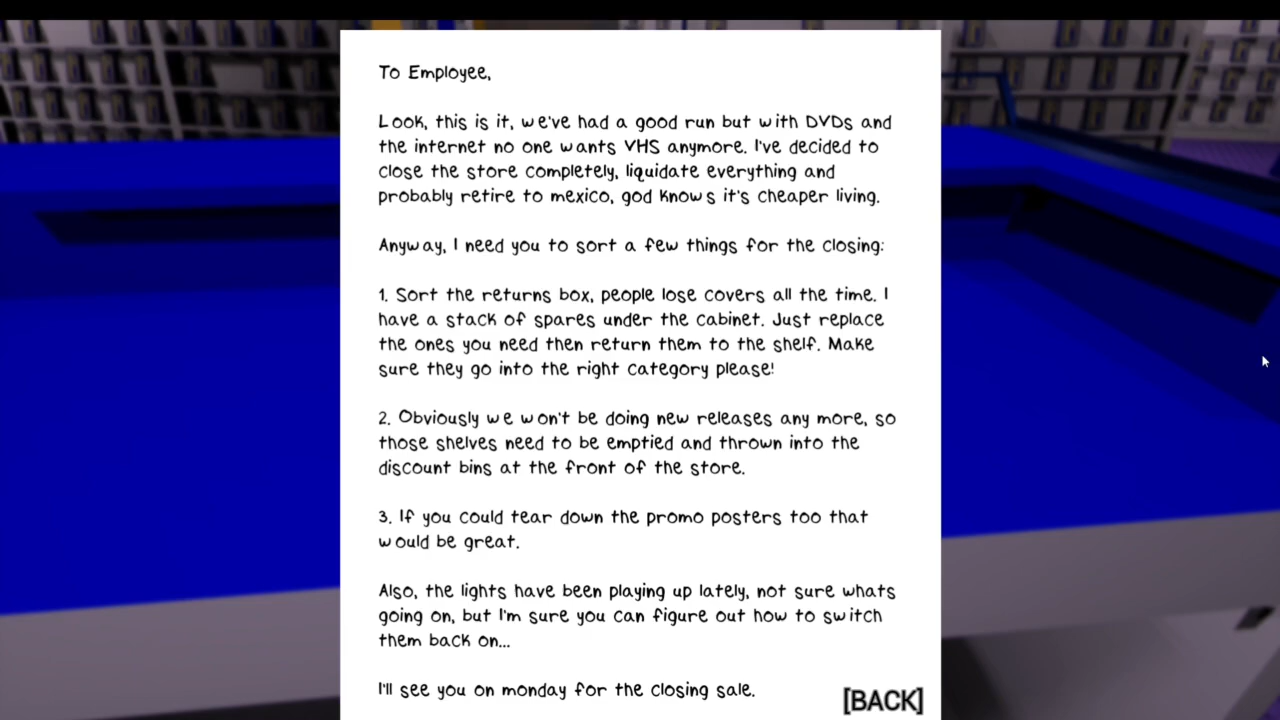 To Employee,
Look, this is it, we've had a good run but with DVDs and
the internet no one wants VHS anymore. I've decided to
close the store completely, liquidate everything and
probably retire to mexico, god knows it's cheaper living.
Anyway, I need you to sort a few things for the closing:
1. Sort the returns box, people lose covers all the time. I
have a stack of spares under the cabinet. Just replace
the ones you need then return them to the shelf. Make
sure they go into the right category please!
2. Obviously we won't be doing new releases any more, so
those shelves need to be emptied and thrown into the
discount bins at the front of the store.
3. If you could tear down the promo posters too that
would be great.
Also, the lights have been playing up lately, not sure whats
going on, but I'm sure you can figure out how to switch
them back on...
I'll see you on monday for the closing sale.
[BACK]